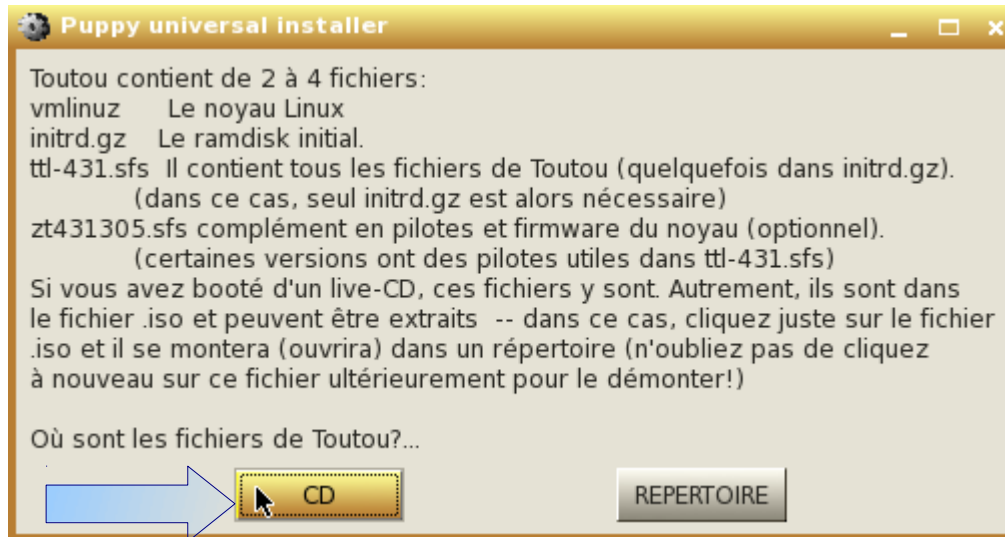 Puppy universal installer
Toutou contient de 2 à 4 fichiers:
vmlinuz Le noyau Linux
initrd.gz Le ramdisk initial.
ttl-431.sfs Il contient tous les fichiers de Toutou (quelquefois dans initrd.gz).
(dans ce cas, seul initrd.gz est alors nécessaire)
zt431305.sfs complément en pilotes et firmware du noyau (optionnel).
(certaines versions ont des pilotes utiles dans ttl-431.sfs)
Si vous avez booté d'un live-CD, ces fichiers y sont. Autrement, ils sont dans
le fichier .iso et peuvent être extraits -- dans ce cas, cliquez juste sur le fichier
.iso et il se montera (ouvrira) dans un répertoire (n'oubliez pas de cliquez
à nouveau sur ce fichier ultérieurement pour le démonter!)
Où sont les fichiers de Toutou?...
CD REPERTOIRE